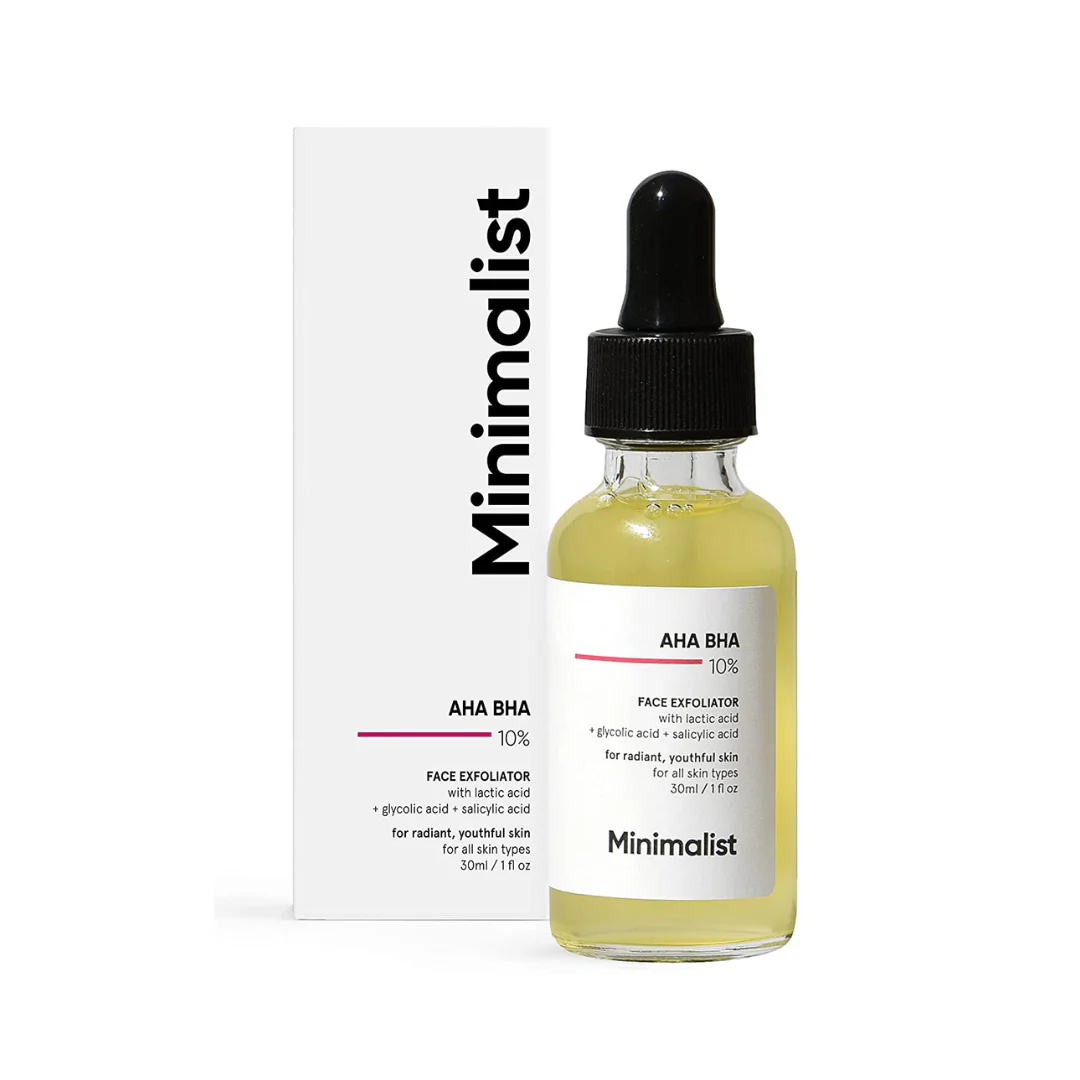 Minimalist
AHA BHA
10%
FACE EXFOLIATOR
with lactic acid
+ glycolic acid + salicylic acid
for radiant, youthful skin
for all skin types
30ml / 1 fl oz
AHA BHA
10%
FACE EXFOLIATOR
with lactic acid
+ glycolic acid + salicylic acid
for radiant, youthful skin
for all skin types
30ml / 1 fl oz
Minimalist